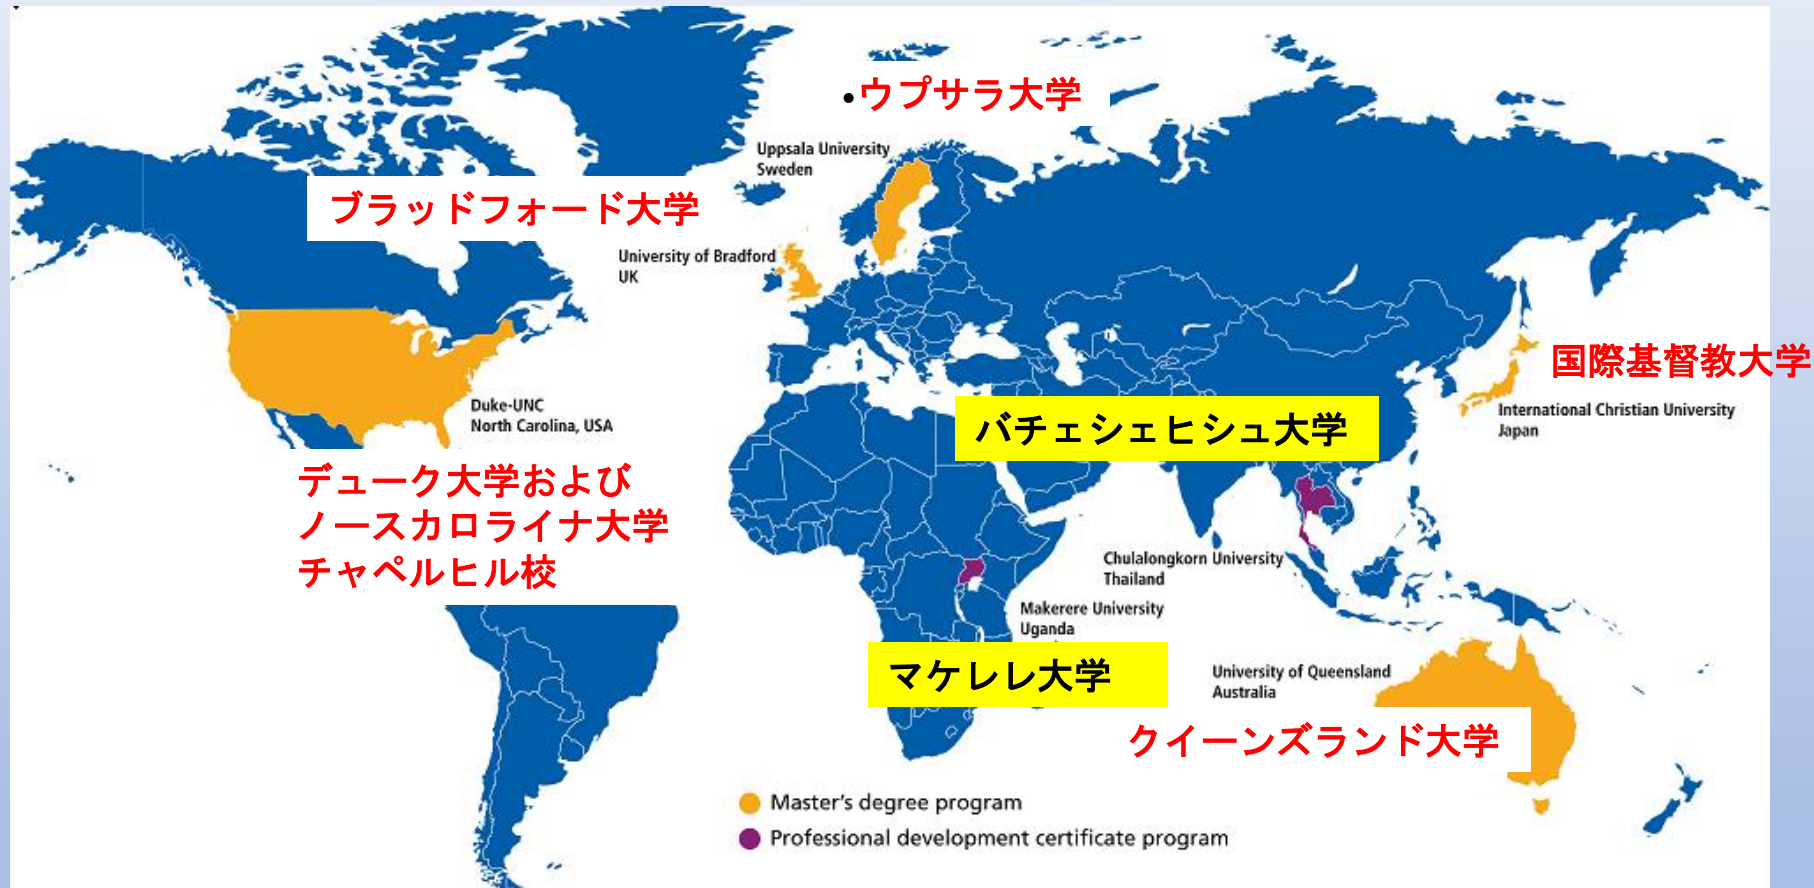 •ウプサラ大学
Uppsala University
Sweden
ブラッドフォード大学
University of Bradford
UK
国際基督教大学
International Christian University
Japan
Duke-UNC
North Carolina, USA
バチェシェヒシュ大学
デューク大学および
ノースカロライナ大学
チャペルヒル校
Chulalongkorn University
Thailand
Makerere University
Uganda
マケレレ大学
University of Queensland
Australia
クイーンズランド大学
Master's degree program
Professional development certificate program